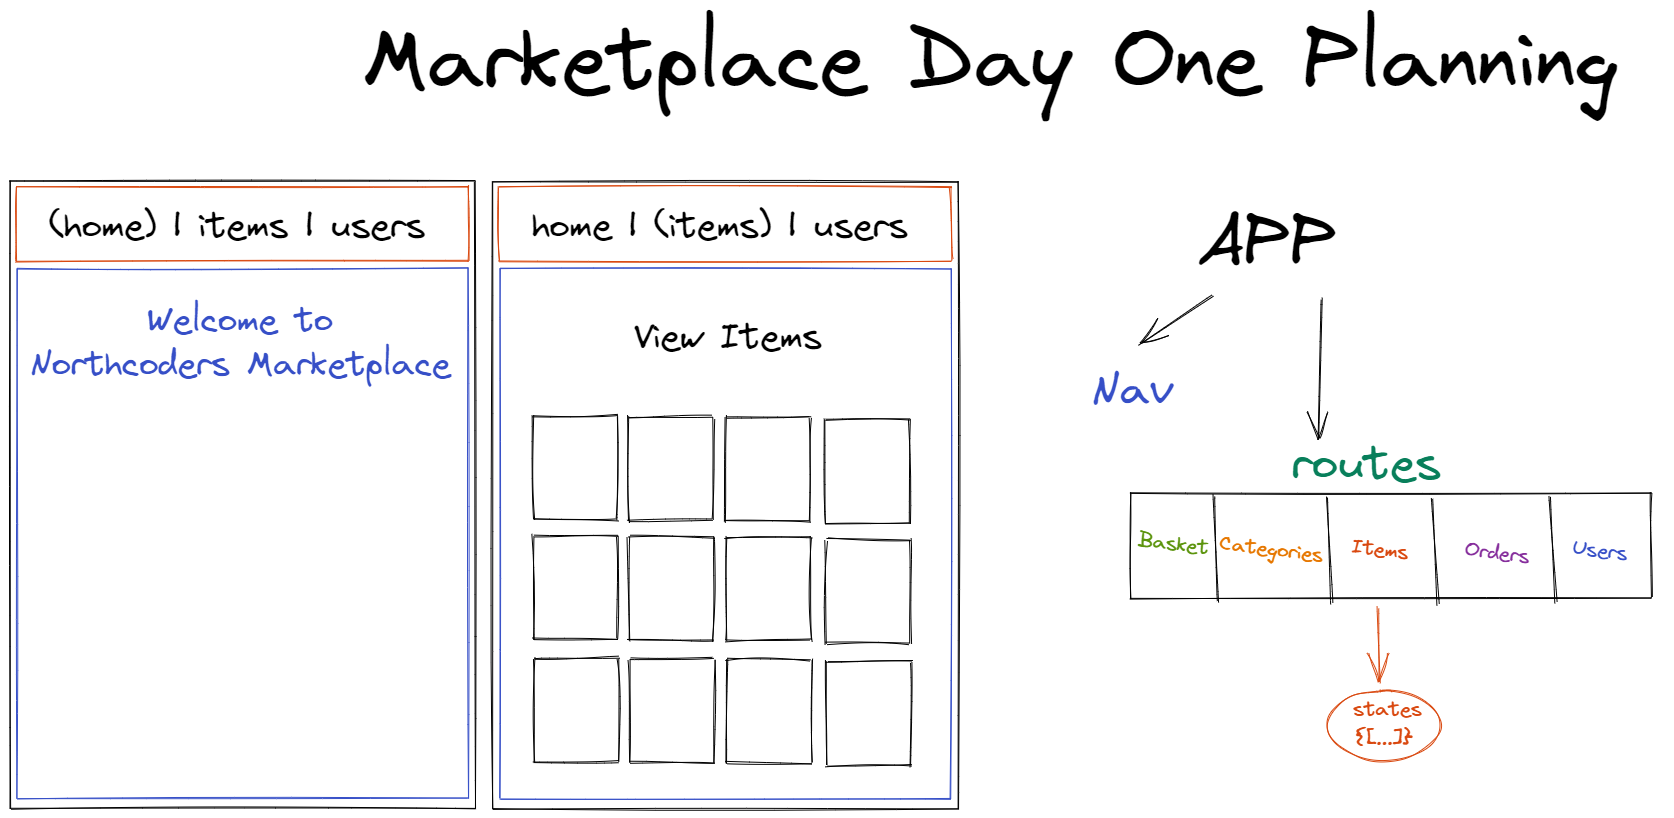 Marketplace Day One Planning
(home) | items | users
Welcome to
Northcoders Marketplace
home | (items) | users
View Items
APP
Nav
routes
Basket
Categories
Items
Orders
Users
states
{[...]}